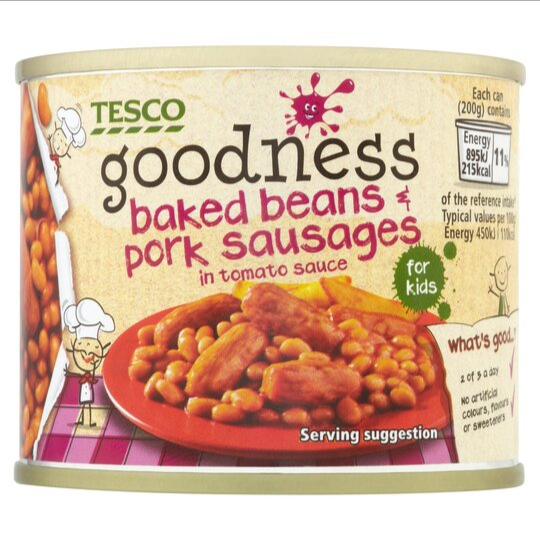 TESCO
goodness
baked beans &
pork sausages
in tomato sauce
for
kids
Each can
(200g) contains
Energy
895kJ
215kcal
11%
of the reference intake*
Typical values per 100g
Energy 450kJ / 110kcal
What's good...
2 of 5 a day
No artificial
colours, flavours
or sweeteners
Serving suggestion